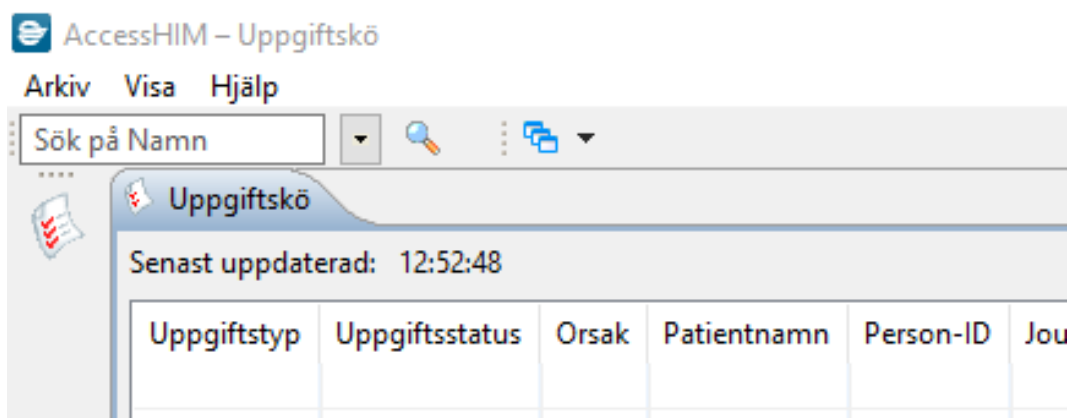 AccessHIM – Uppgiftskö
Arkiv Visa Hjälp
Sök på Namn
Uppgiftskö
Senast uppdaterad: 12:52:48
Uppgiftstyp Uppgiftsstatus Orsak Patientnamn Person-ID Jou